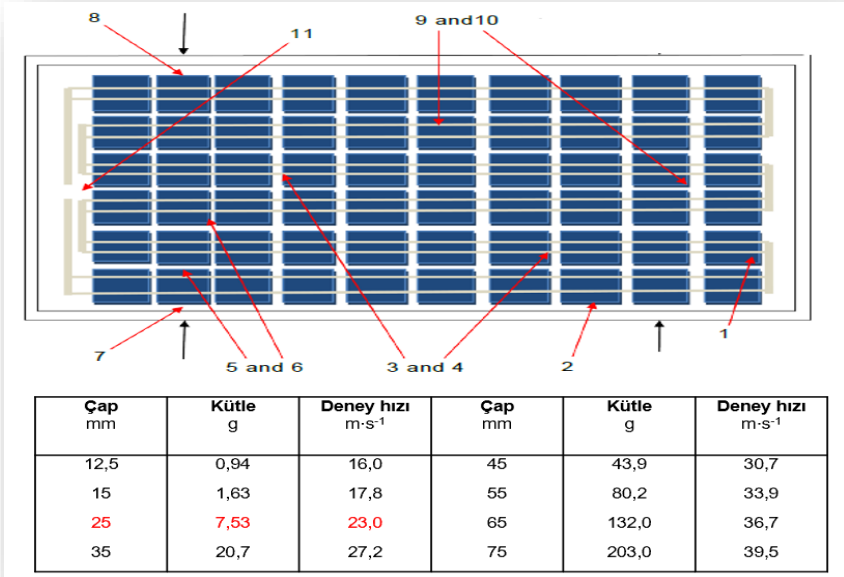 8
11
9 and10
7
5 and 6
3 and 4
2
1
Çap Kütle Deney hızı Çap Kütle Deney hızı
mm g m·s-1 mm g m·s-1
12,5 0,94 16,0 45 43,9 30,7
15 1,63 17,8 55 80,2 33,9
25 7,53 23,0 65 132,0 36,7
35 20,7 27,2 75 203,0 39,5